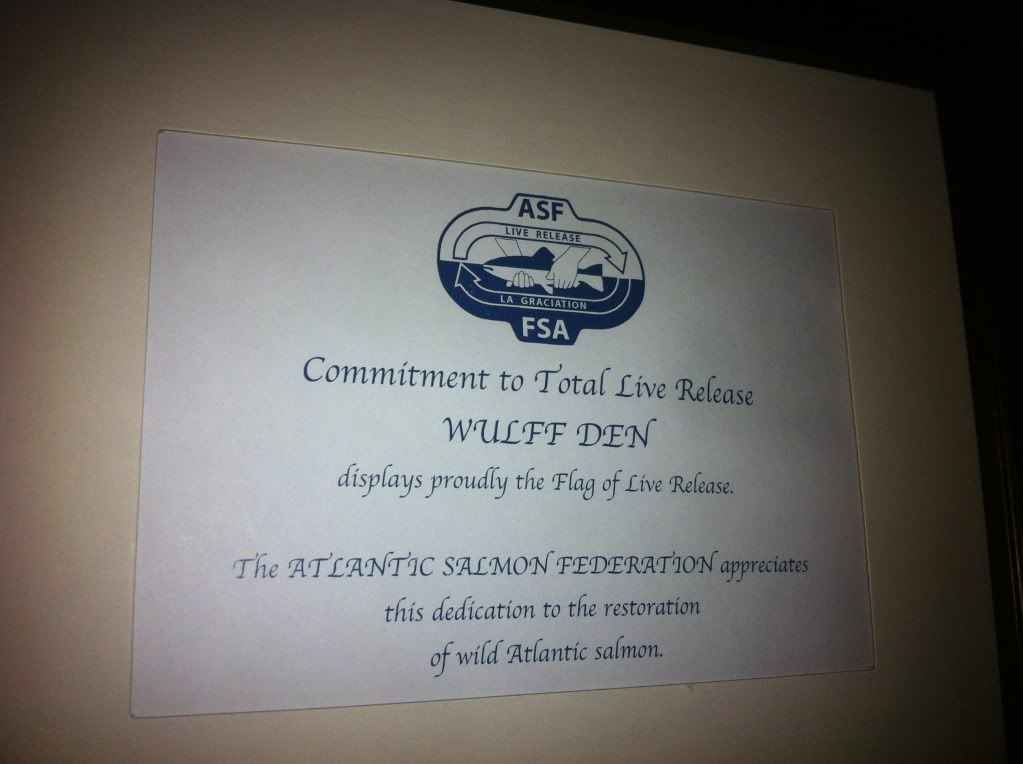 ASF
LIVE RELEASE
LA GRACIATION
FSA
Commitment to Total Live Release
WULFF DEN
displays proudly the Flag of Live Release.
The ATLANTIC SALMON FEDERATION appreciates
this dedication to the restoration
of wild Atlantic salmon.